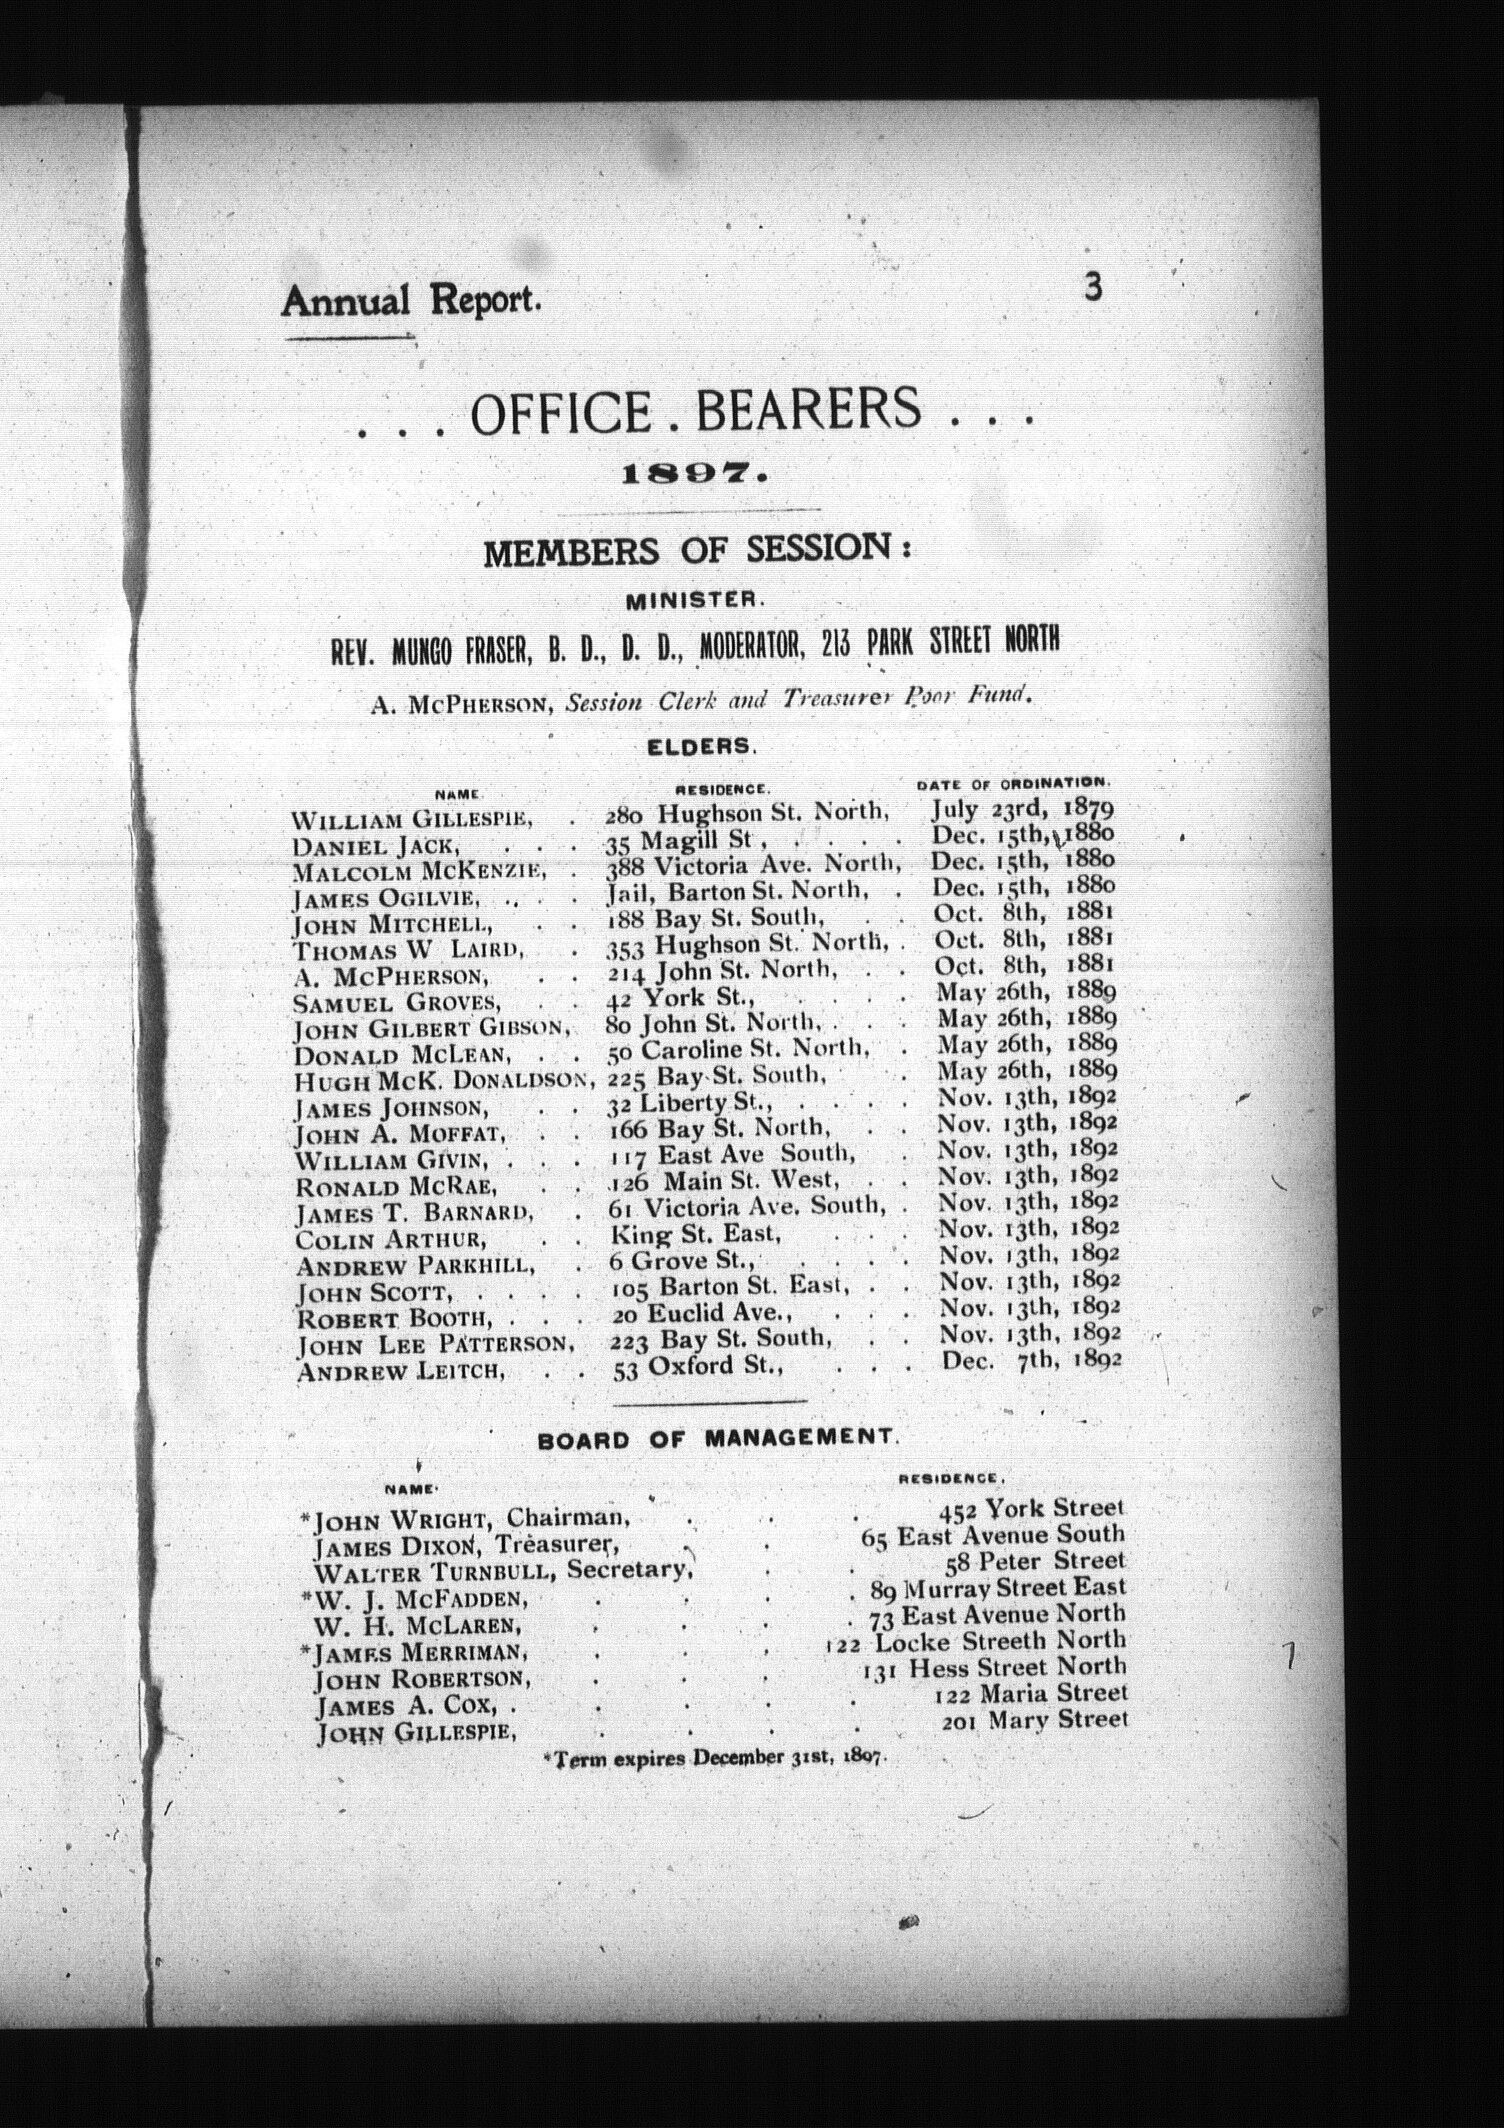 Annual Report. 3
. . . OFFICE . BEARERS . . .
1897.
MEMBERS OF SESSION:
MINISTER.
REV. MUNGO FRASER, B. D., D. D., MODERATOR, 213 PARK STREET NORTH
A. McPHERSON, Session Clerk and Treasurer Poor Fund.
ELDERS.
NAME. RESIDENCE. DATE OF ORDINATION.
WILLIAM GILLESPIE, . 280 Hughson St. North, July 23rd, 1879
DANIEL JACK, . . . 35 Magill St , . . . . Dec. 15th, 1880
MALCOLM McKENZIE, . 388 Victoria Ave. North, Dec. 15th, 1880
JAMES OGILVIE, . . . Jail, Barton St. North, . Dec. 15th, 1880
JOHN MITCHELL, . . 188 Bay St. South, . . Oct. 8th, 1881
THOMAS W LAIRD, . 353 Hughson St. North, . Oct. 8th, 1881
A. McPHERSON, . . 214 John St. North, . . Oct. 8th, 1881
SAMUEL GROVES, . . 42 York St., . . . . May 26th, 1889
JOHN GILBERT GIBSON, 80 John St. North, . . . May 26th, 1889
DONALD McLEAN, . . 50 Caroline St. North, . May 26th, 1889
HUGH McK. DONALDSON, 225 Bay St. South, . May 26th, 1889
JAMES JOHNSON, . . 32 Liberty St., . . . . Nov. 13th, 1892
JOHN A. MOFFAT, . . 166 Bay St. North, . . Nov. 13th, 1892
WILLIAM GIVIN, . . . 117 East Ave South, . Nov. 13th, 1892
RONALD McRAE, . . 126 Main St. West, . . Nov. 13th, 1892
JAMES T. BARNARD, . 61 Victoria Ave. South, . Nov. 13th, 1892
COLIN ARTHUR, . . King St. East, . . . Nov. 13th, 1892
ANDREW PARKHILL, . 6 Grove St., . . . . Nov. 13th, 1892
JOHN SCOTT, . . . . 105 Barton St. East, . . Nov. 13th, 1892
ROBERT BOOTH, . . . 20 Euclid Ave., . . . Nov. 13th, 1892
JOHN LEE PATTERSON, 223 Bay St. South, . . Nov. 13th, 1892
ANDREW LEITCH, . . 53 Oxford St., . . . Dec. 7th, 1892
BOARD OF MANAGEMENT.
NAME. RESIDENCE.
*JOHN WRIGHT, Chairman, . . . 452 York Street
JAMES DIXON, Treasurer, . . 65 East Avenue South
WALTER TURNBULL, Secretary, . . 58 Peter Street
*W. J. McFADDEN, . . . . 89 Murray Street East
W. H. McLAREN, . . . . 73 East Avenue North
*JAMES MERRIMAN, . . . 122 Locke Streeth North
JOHN ROBERTSON, . . . 131 Hess Street North
JAMES A. COX, . . . . . 122 Maria Street
JOHN GILLESPIE, . . . . 201 Mary Street
*Term expires December 31st, 1897.